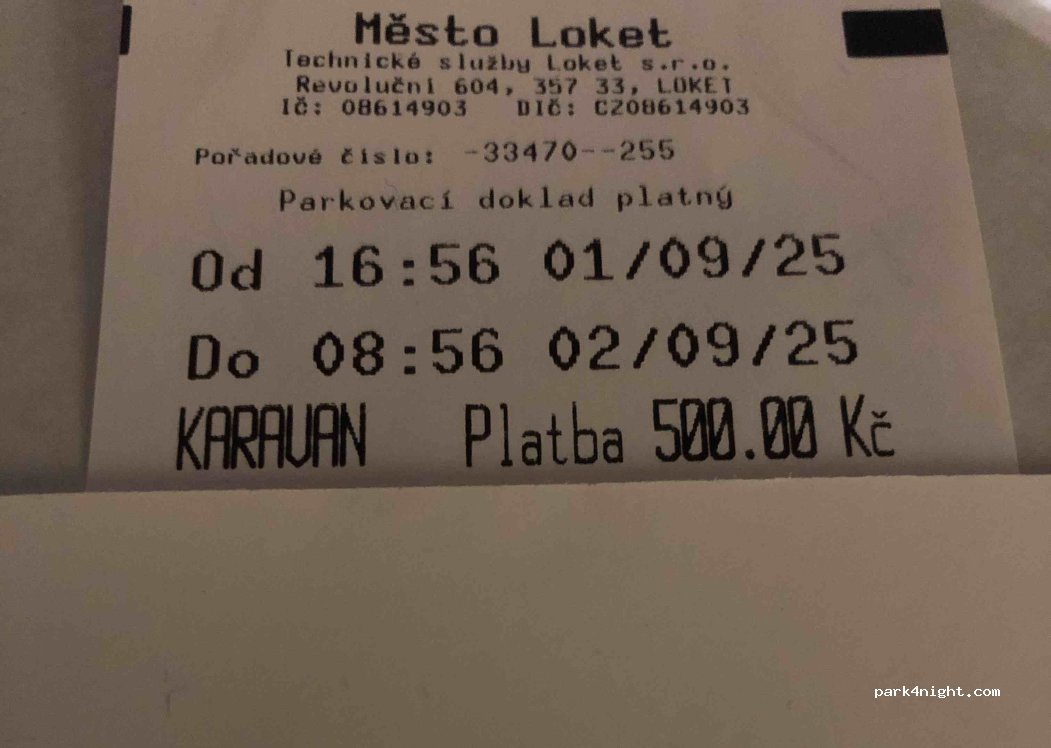 Město Loket
Technické služby Loket s.r.o.
Revoluční 604, 357 33, LOKET
IČ: 08614903 DIČ: CZ08614903
Pořadové číslo: -33470--255
Parkovací doklad platný
Od 16:56 01/09/25
Do 08:56 02/09/25
KARAVAN Platba 500.00 Kč
park4night.com